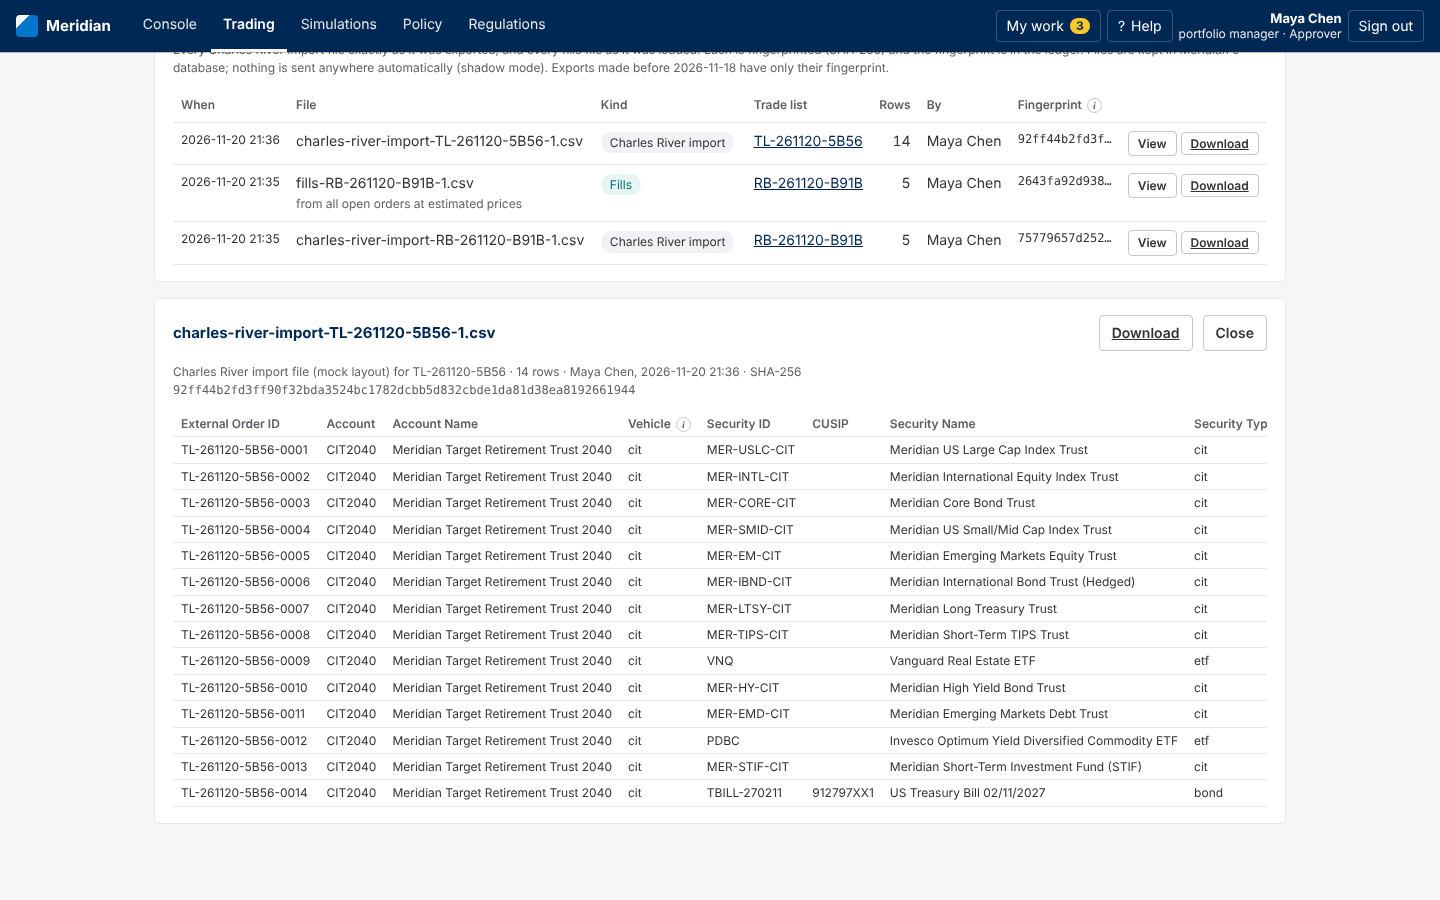 Meridian
Console Trading Simulations Policy Regulations
My work 3 ? Help Maya Chen Sign out
portfolio manager · Approver
database; nothing is sent anywhere automatically (shadow mode). Exports made before 2026-11-18 have only their fingerprint.
When File Kind Trade list Rows By Fingerprint i
2026-11-20 21:36 charles-river-import-TL-261120-5B56-1.csv Charles River import TL-261120-5B56 14 Maya Chen 92ff44b2fd3f… View Download
2026-11-20 21:35 fills-RB-261120-B91B-1.csv Fills RB-261120-B91B 5 Maya Chen 2643fa92d938… View Download
from all open orders at estimated prices
2026-11-20 21:35 charles-river-import-RB-261120-B91B-1.csv Charles River import RB-261120-B91B 5 Maya Chen 75779657d252… View Download
charles-river-import-TL-261120-5B56-1.csv Download Close
Charles River import file (mock layout) for TL-261120-5B56 · 14 rows · Maya Chen, 2026-11-20 21:36 · SHA-256
92ff44b2fd3ff90f32bda3524bc1782dcbb5d832cbde1da81d38ea8192661944
External Order ID Account Account Name Vehicle i Security ID CUSIP Security Name Security Typ
TL-261120-5B56-0001 CIT2040 Meridian Target Retirement Trust 2040 cit MER-USLC-CIT Meridian US Large Cap Index Trust cit
TL-261120-5B56-0002 CIT2040 Meridian Target Retirement Trust 2040 cit MER-INTL-CIT Meridian International Equity Index Trust cit
TL-261120-5B56-0003 CIT2040 Meridian Target Retirement Trust 2040 cit MER-CORE-CIT Meridian Core Bond Trust cit
TL-261120-5B56-0004 CIT2040 Meridian Target Retirement Trust 2040 cit MER-SMID-CIT Meridian US Small/Mid Cap Index Trust cit
TL-261120-5B56-0005 CIT2040 Meridian Target Retirement Trust 2040 cit MER-EM-CIT Meridian Emerging Markets Equity Trust cit
TL-261120-5B56-0006 CIT2040 Meridian Target Retirement Trust 2040 cit MER-IBND-CIT Meridian International Bond Trust (Hedged) cit
TL-261120-5B56-0007 CIT2040 Meridian Target Retirement Trust 2040 cit MER-LTSY-CIT Meridian Long Treasury Trust cit
TL-261120-5B56-0008 CIT2040 Meridian Target Retirement Trust 2040 cit MER-TIPS-CIT Meridian Short-Term TIPS Trust cit
TL-261120-5B56-0009 CIT2040 Meridian Target Retirement Trust 2040 cit VNQ Vanguard Real Estate ETF etf
TL-261120-5B56-0010 CIT2040 Meridian Target Retirement Trust 2040 cit MER-HY-CIT Meridian High Yield Bond Trust cit
TL-261120-5B56-0011 CIT2040 Meridian Target Retirement Trust 2040 cit MER-EMD-CIT Meridian Emerging Markets Debt Trust cit
TL-261120-5B56-0012 CIT2040 Meridian Target Retirement Trust 2040 cit PDBC Invesco Optimum Yield Diversified Commodity ETF etf
TL-261120-5B56-0013 CIT2040 Meridian Target Retirement Trust 2040 cit MER-STIF-CIT Meridian Short-Term Investment Fund (STIF) cit
TL-261120-5B56-0014 CIT2040 Meridian Target Retirement Trust 2040 cit TBILL-270211 912797XX1 US Treasury Bill 02/11/2027 bond